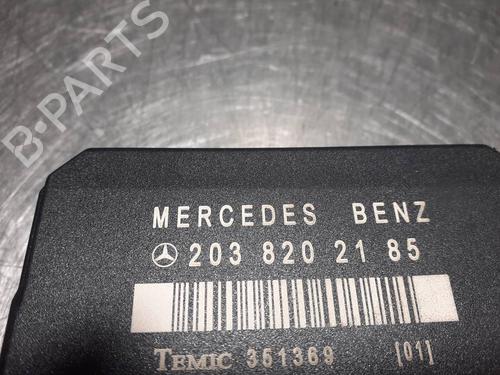 B-PARTS
MERCEDES BENZ
203 820 21 85
TEMIC 351369 [01]